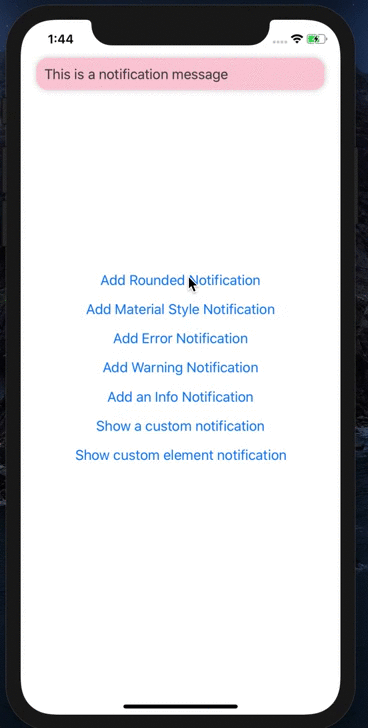 1:44
This is a notification message
Add Rounded Notification
Add Material Style Notification
Add Error Notification
Add Warning Notification
Add an Info Notification
Show a custom notification
Show custom element notification